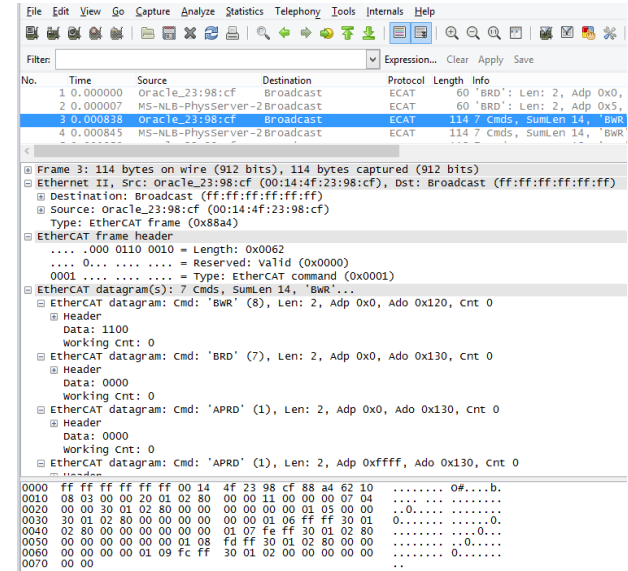 File Edit View Go Capture Analyze Statistics Telephony Tools Internals Help
Filter: Expression... Clear Apply Save
No. Time Source Destination Protocol Length Info
1 0.000000 Oracle_23:98:cf Broadcast ECAT 60 'BRD': Len: 2, Adp 0x0,
2 0.000007 MS-NLB-PhysServer-2 Broadcast ECAT 60 'BRD': Len: 2, Adp 0x5,
3 0.000838 Oracle_23:98:cf Broadcast ECAT 114 7 Cmds, SumLen 14, 'BWR'
4 0.000845 MS-NLB-PhysServer-2 Broadcast ECAT 114 7 Cmds, SumLen 14, 'BWR'
Frame 3: 114 bytes on wire (912 bits), 114 bytes captured (912 bits)
Ethernet II, Src: Oracle_23:98:cf (00:14:4f:23:98:cf), Dst: Broadcast (ff:ff:ff:ff:ff:ff)
Destination: Broadcast (ff:ff:ff:ff:ff:ff)
Source: Oracle_23:98:cf (00:14:4f:23:98:cf)
Type: EtherCAT frame (0x88a4)
EtherCAT frame header
.... .000 0110 0010 = Length: 0x0062
.... 0... .... .... = Reserved: Valid (0x0000)
0001 .... .... .... = Type: EtherCAT command (0x0001)
EtherCAT datagram(s): 7 Cmds, SumLen 14, 'BWR'...
EtherCAT datagram: Cmd: 'BWR' (8), Len: 2, Adp 0x0, Ado 0x120, Cnt 0
Header
Data: 1100
Working Cnt: 0
EtherCAT datagram: Cmd: 'BRD' (7), Len: 2, Adp 0x0, Ado 0x130, Cnt 0
Header
Data: 0000
Working Cnt: 0
EtherCAT datagram: Cmd: 'APRD' (1), Len: 2, Adp 0x0, Ado 0x130, Cnt 0
Header
Data: 0000
Working Cnt: 0
EtherCAT datagram: Cmd: 'APRD' (1), Len: 2, Adp 0xffff, Ado 0x130, Cnt 0
Header
0000 ff ff ff ff ff ff 00 14 4f 23 98 cf 88 a4 62 10 ........ O#....b.
0010 08 03 00 00 20 01 02 80 00 00 11 00 00 00 07 04 .... ... ........
0020 00 00 30 01 02 80 00 00 00 00 00 00 01 05 00 00 ..0..... ........
0030 30 01 02 80 00 00 00 00 00 00 01 06 ff ff 30 01 0....... ......0.
0040 02 80 00 00 00 00 00 00 01 07 fe ff 30 01 02 80 ........ ....0...
0050 00 00 00 00 00 00 01 08 fd ff 30 01 02 80 00 00 ........ ..0.....
0060 00 00 00 00 01 09 fc ff 30 01 02 00 00 00 00 00 ........ 0.......
0070 00 00 ..